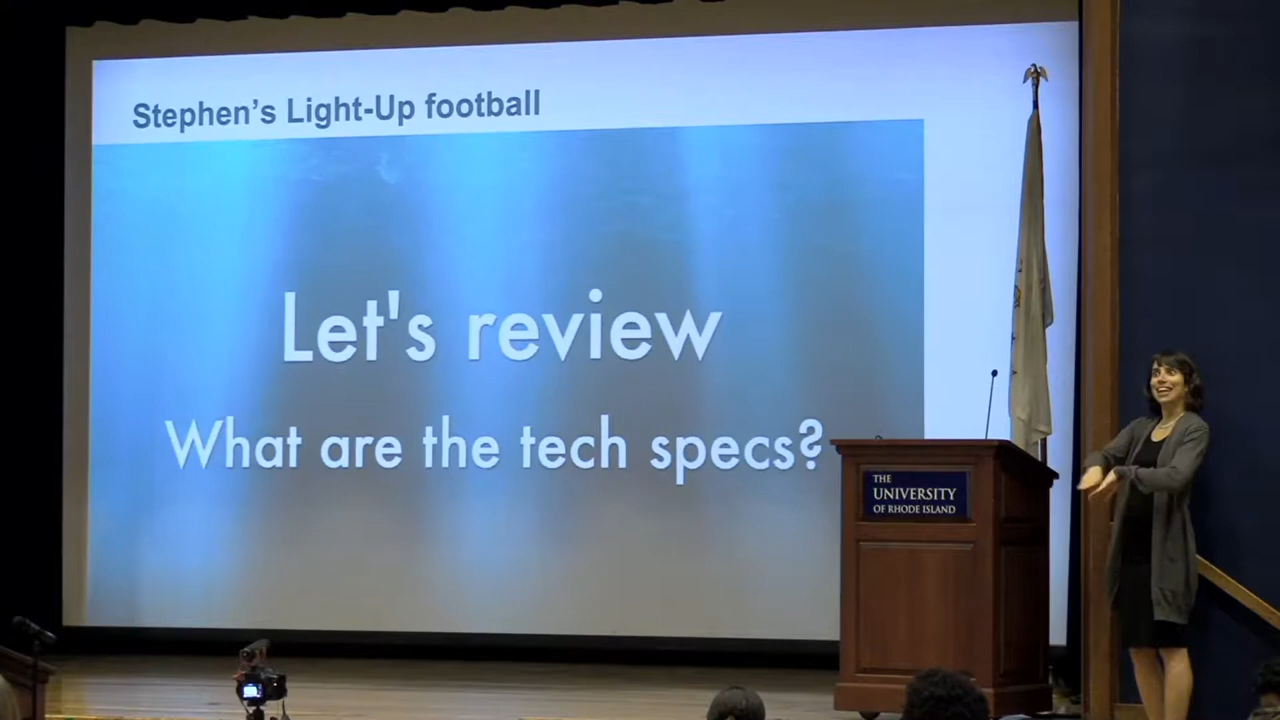 Stephen's Light-Up football
Let's review
What are the tech specs?
THE
UNIVERSITY
OF RHODE ISLAND